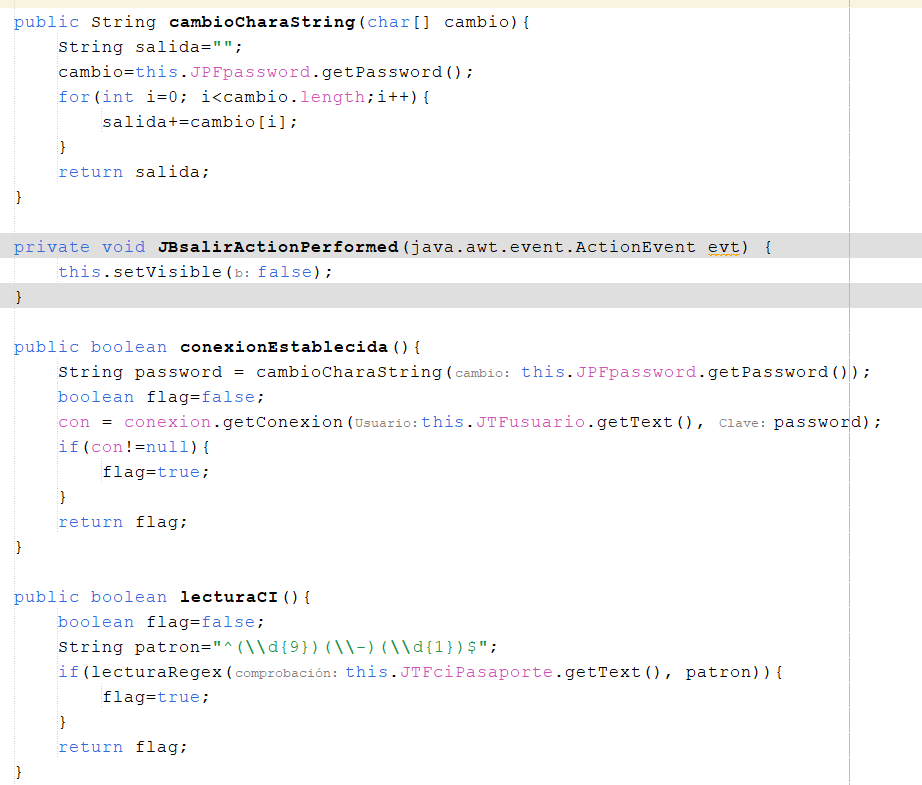 public String cambioCharaString(char[] cambio){
    String salida="";
    cambio=this.JPFpassword.getPassword();
    for(int i=0; i<cambio.length;i++){
        salida+=cambio[i];
    }
    return salida;
}
private void JBsalirActionPerformed(java.awt.event.ActionEvent evt) {
    this.setVisible(b: false);
}
public boolean conexionEstablecida(){
    String password = cambioCharaString(cambio: this.JPFpassword.getPassword());
    boolean flag=false;
    con = conexion.getConexion(Usuario: this.JTFusuario.getText(), Clave: password);
    if(con!=null){
        flag=true;
    }
    return flag;
}
public boolean lecturaCI(){
    boolean flag=false;
    String patron="^(\\d{9})(\\-)(\\d{1})$";
    if(lecturaRegex(comprobación: this.JTFciPasaporte.getText(), patron)){
        flag=true;
    }
    return flag;
}